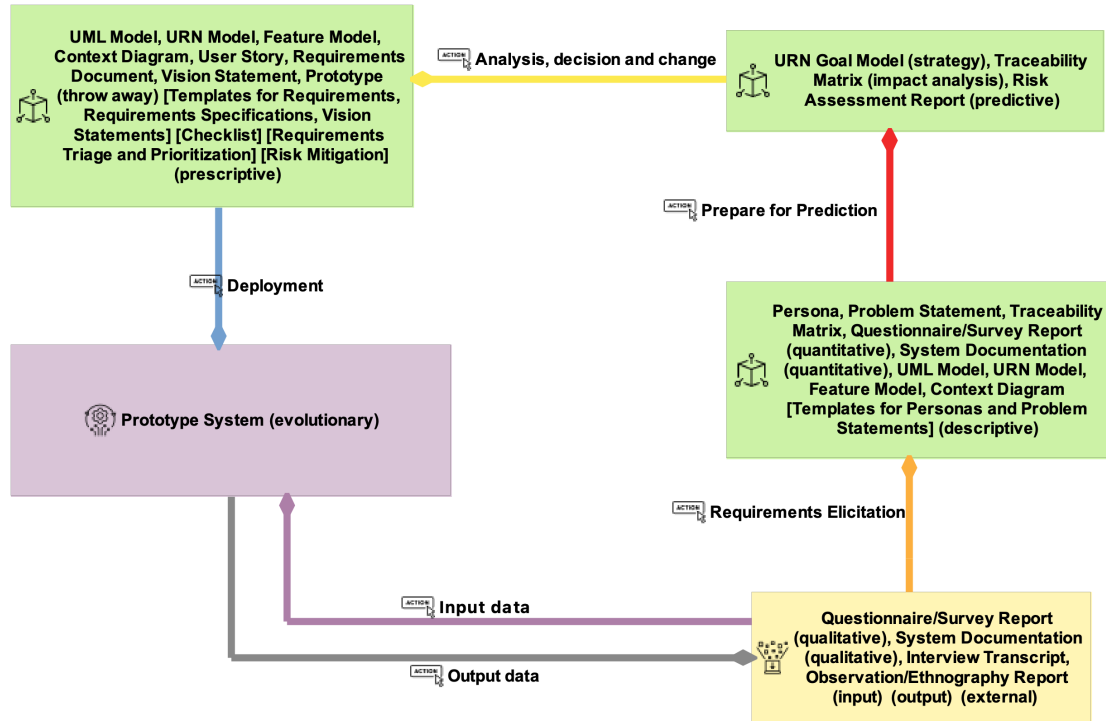 UML Model, URN Model, Feature Model,
Context Diagram, User Story, Requirements
Document, Vision Statement, Prototype
(throw away) [Templates for Requirements,
Requirements Specifications, Vision
Statements] [Checklist] [Requirements
Triage and Prioritization] [Risk Mitigation]
(prescriptive)
ACTION
Analysis, decision and change
URN Goal Model (strategy), Traceability
Matrix (impact analysis), Risk
Assessment Report (predictive)
ACTION
Prepare for Prediction
ACTION
Deployment
Persona, Problem Statement, Traceability
Matrix, Questionnaire/Survey Report
(quantitative), System Documentation
(quantitative), UML Model, URN Model,
Feature Model, Context Diagram
[Templates for Personas and Problem
Statements] (descriptive)
Prototype System (evolutionary)
ACTION
Requirements Elicitation
ACTION
Input data
ACTION
Output data
Questionnaire/Survey Report
(qualitative), System Documentation
(qualitative), Interview Transcript,
Observation/Ethnography Report
(input) (output) (external)